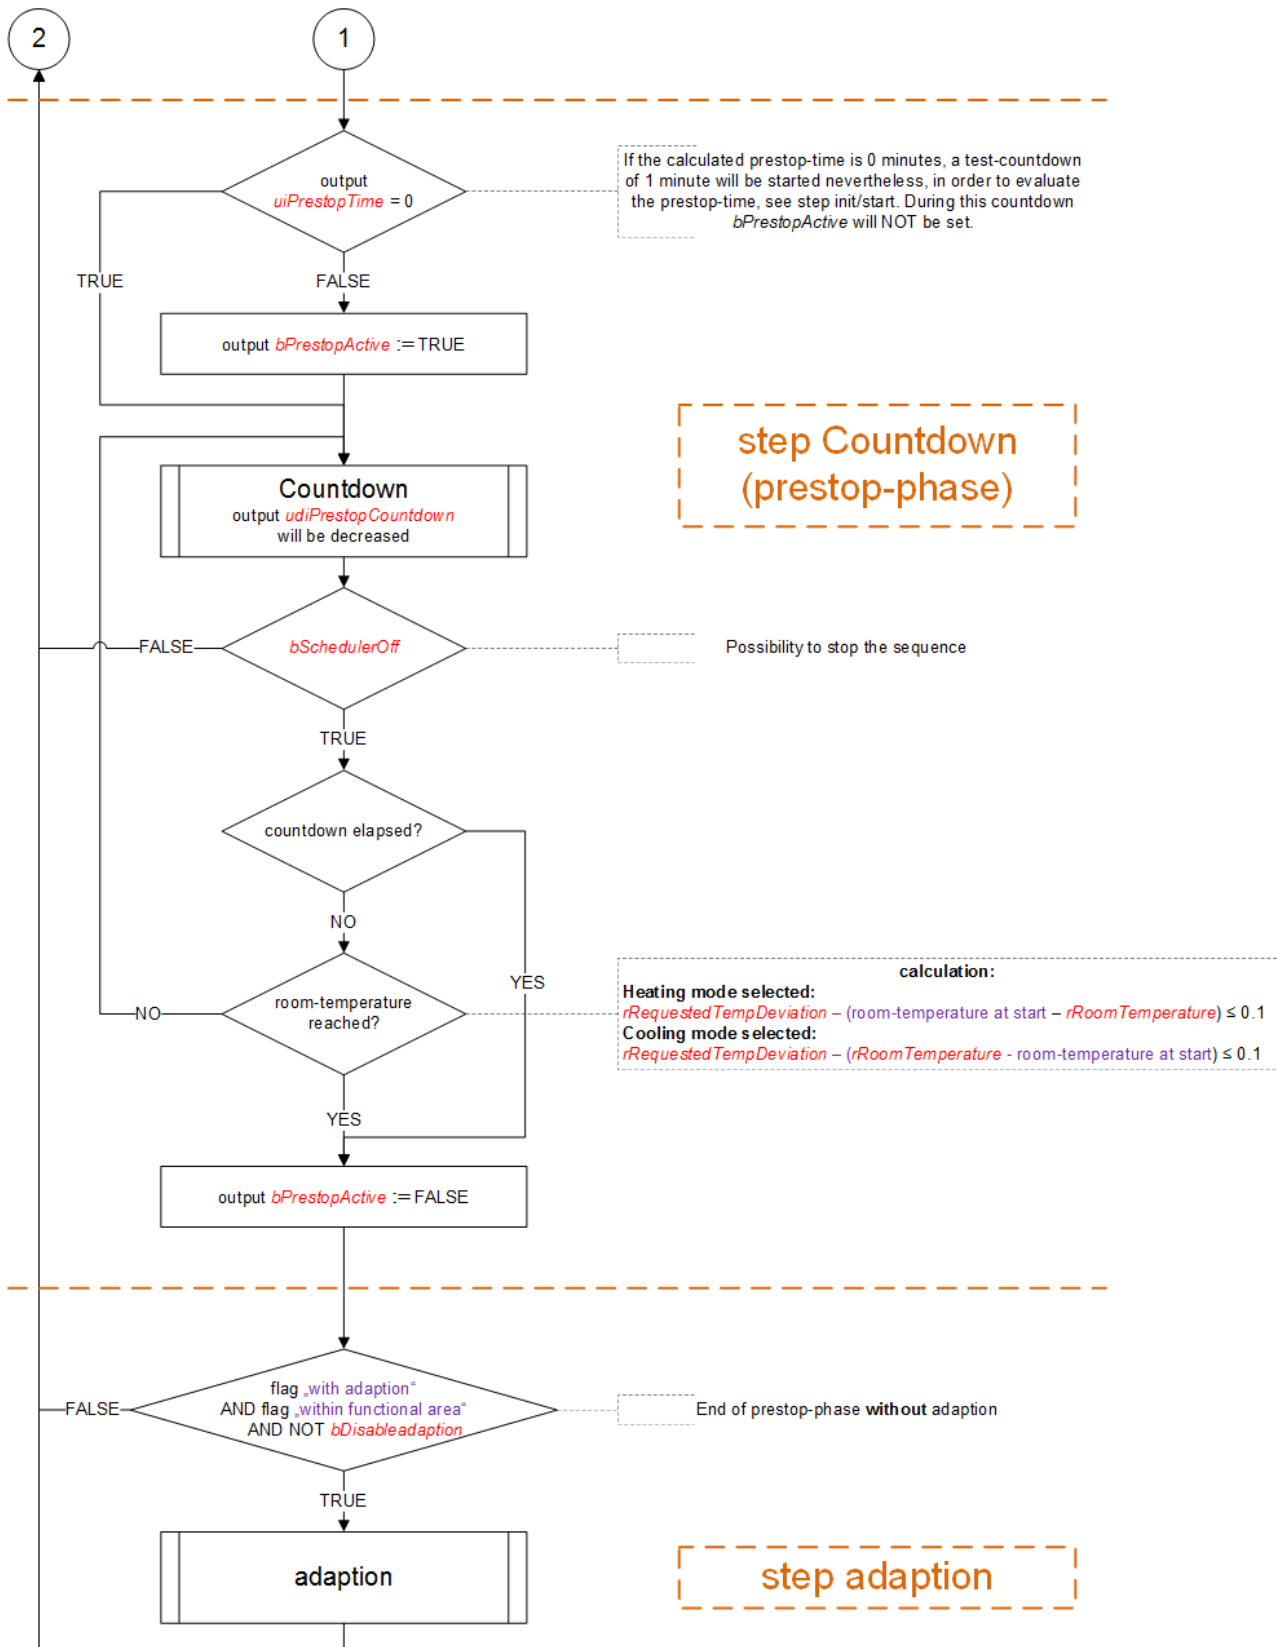 2
1
output
uiPrestopTime = 0
If the calculated prestop-time is 0 minutes, a test-countdown
of 1 minute will be started nevertheless, in order to evaluate
the prestop-time, see step init/start. During this countdown
bPrestopActive will NOT be set.
TRUE
FALSE
output bPrestopActive := TRUE
step Countdown
(prestop-phase)
Countdown
output udiPrestopCountdown
will be decreased
FALSE
bSchedulerOff
Possibility to stop the sequence
TRUE
countdown elapsed?
NO
YES
NO
room-temperature
reached?
calculation:
Heating mode selected:
rRequestedTempDeviation – (room-temperature at start – rRoomTemperature) ≤ 0.1
Cooling mode selected:
rRequestedTempDeviation – (rRoomTemperature - room-temperature at start) ≤ 0.1
YES
output bPrestopActive := FALSE
FALSE
flag „with adaption“
AND flag „within functional area“
AND NOT bDisableadaption
End of prestop-phase without adaption
TRUE
adaption
step adaption